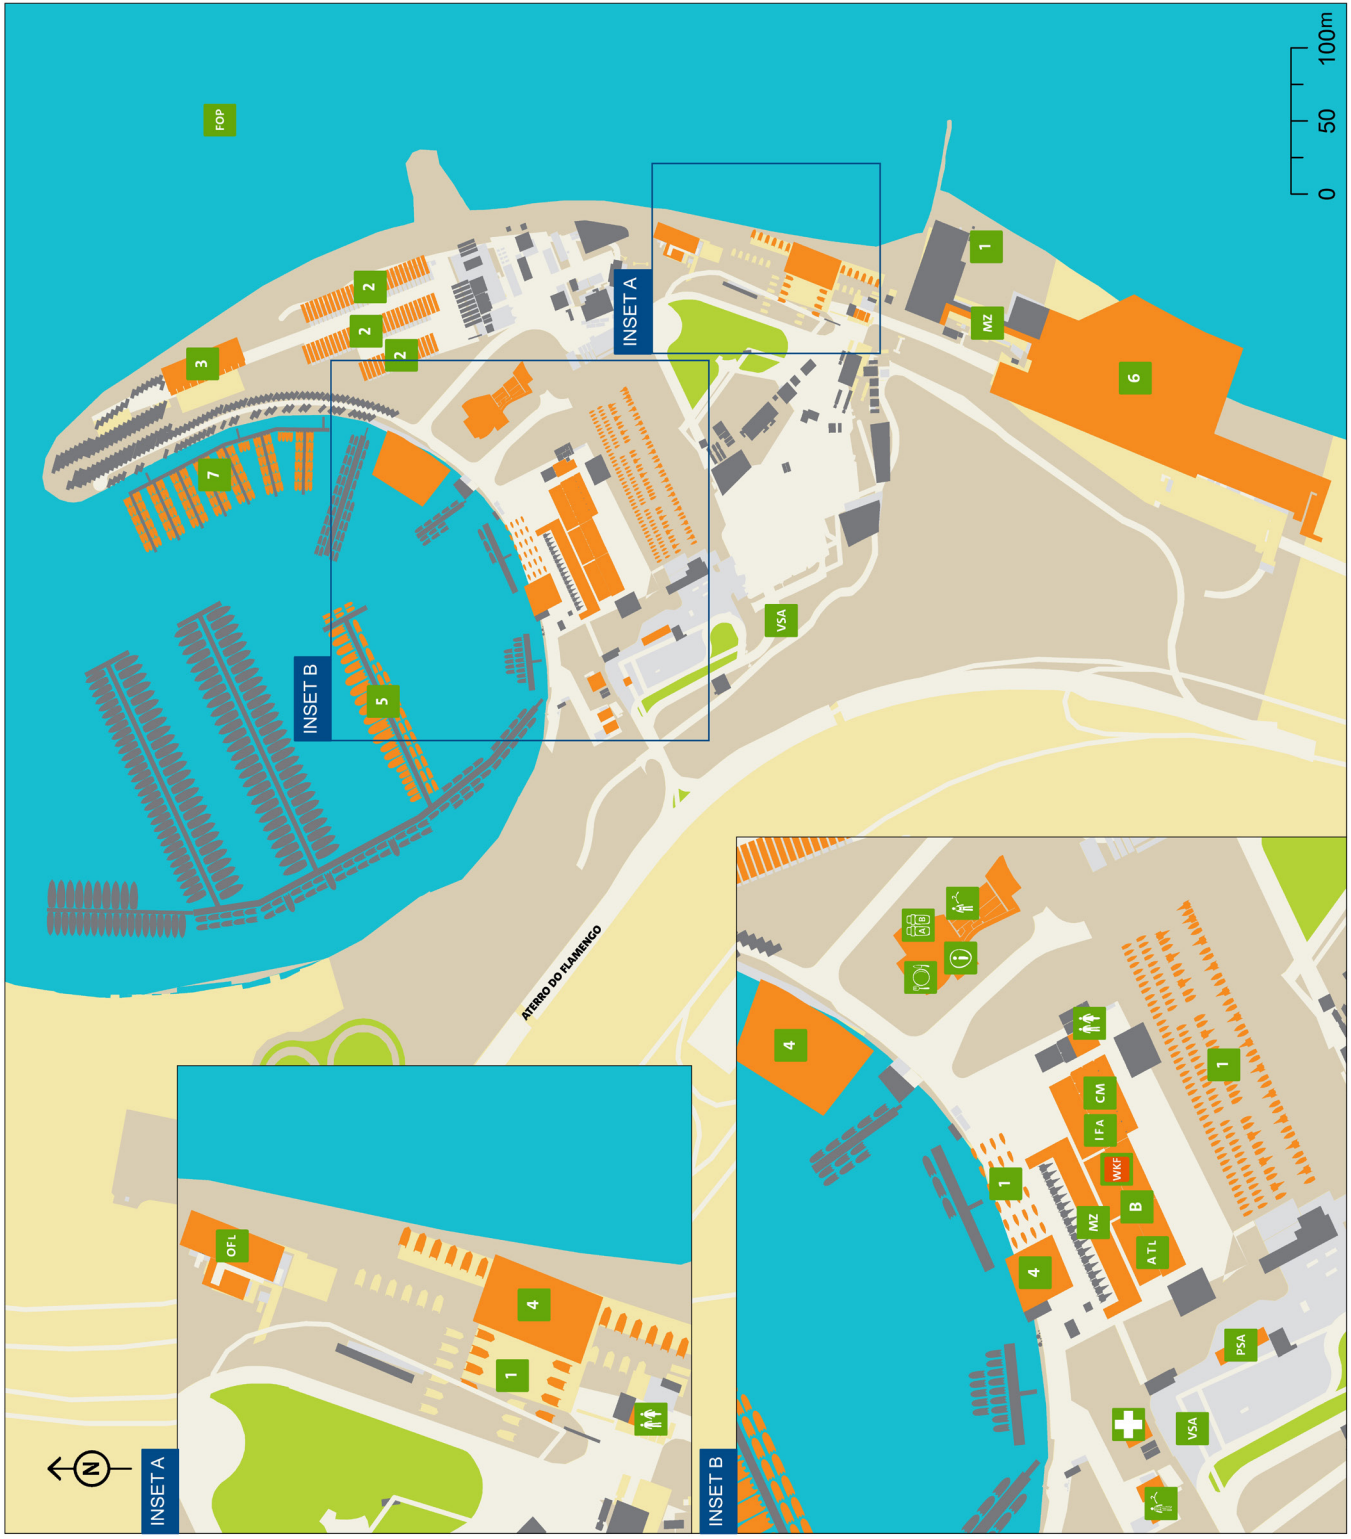 FOP
0 50 100m
3
2
2
2
7
INSET A
1
MZ
6
INSET B
5
VSA
ATERRO DO FLAMENGO
N
INSET A
OFL
4
1
INSET B
4
A B
i
1
CM
IFA
WKF
B
ATL
MZ
1
4
PSA
VSA